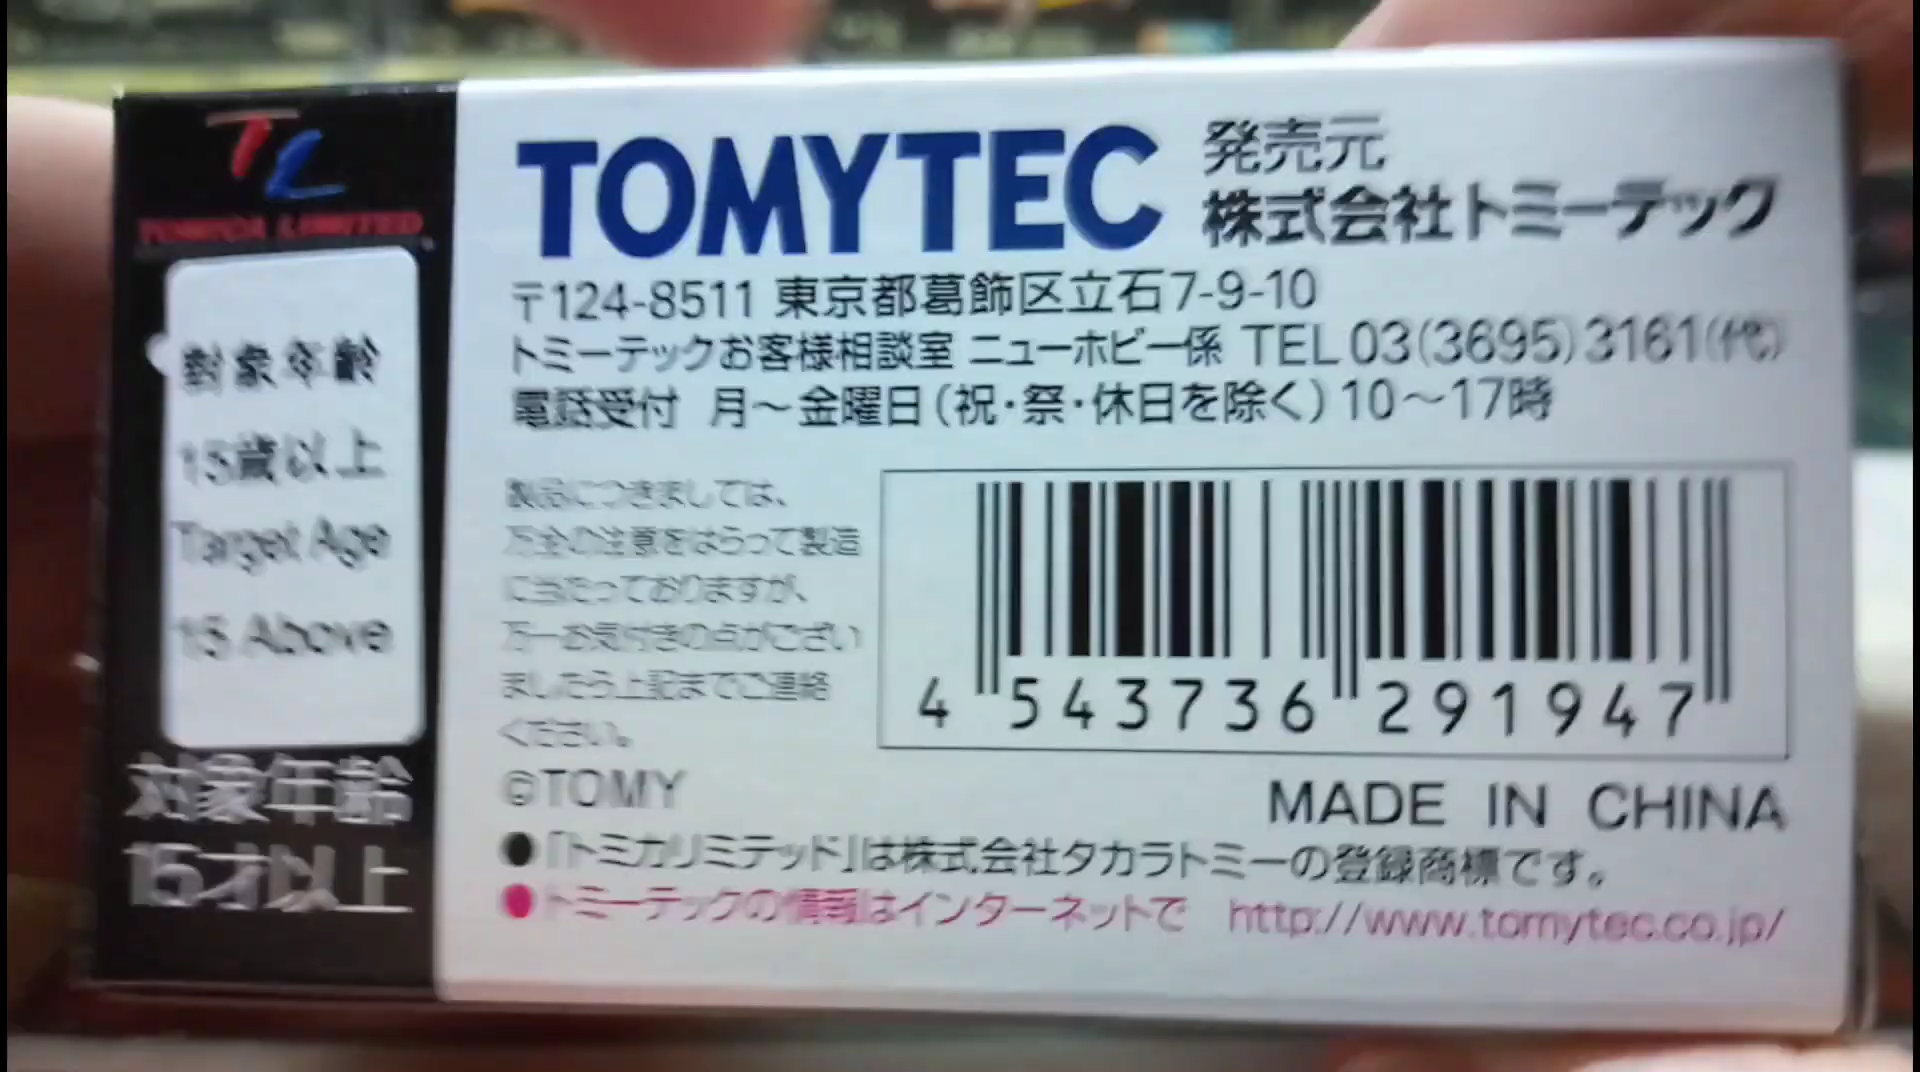 TL
TOMICA LIMITED
對象年齡
15歲以上
Target Age
15 Above
対象年齢
15才以上
TOMYTEC
発売元
株式会社トミーテック
〒124-8511 東京都葛飾区立石7-9-10
トミーテックお客様相談室 ニューホビー係 TEL 03(3695)3161(代)
電話受付 月~金曜日(祝・祭・休日を除く)10~17時
製品につきましては、
万全の注意をはらって製造
に当たっておりますが、
万一お気付きの点がござい
ましたら上記までご連絡
ください。
4 543736 291947
©TOMY
MADE IN CHINA
●「トミカリミテッド」は株式会社タカラトミーの登録商標です。
●トミーテックの情報はインターネットで http://www.tomytec.co.jp/